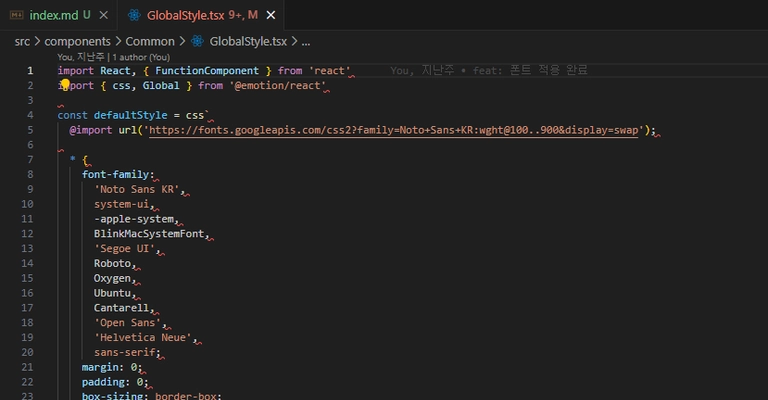 index.md U GlobalStyle.tsx 9+, M
src > components > Common > GlobalStyle.tsx > ...
You, 지난주 | 1 author (You)
1 import React, { FunctionComponent } from 'react' You, 지난주 • feat: 폰트 적용 완료
2 import { css, Global } from '@emotion/react'
3
4 const defaultStyle = css`
5 @import url('https://fonts.googleapis.com/css2?family=Noto+Sans+KR:wght@100..900&display=swap');
6
7 * {
8 font-family:
9 'Noto Sans KR',
10 system-ui,
11 -apple-system,
12 BlinkMacSystemFont,
13 'Segoe UI',
14 Roboto,
15 Oxygen,
16 Ubuntu,
17 Cantarell,
18 'Open Sans',
19 'Helvetica Neue',
20 sans-serif;
21 margin: 0;
22 padding: 0;
23 box-sizing: border-box;